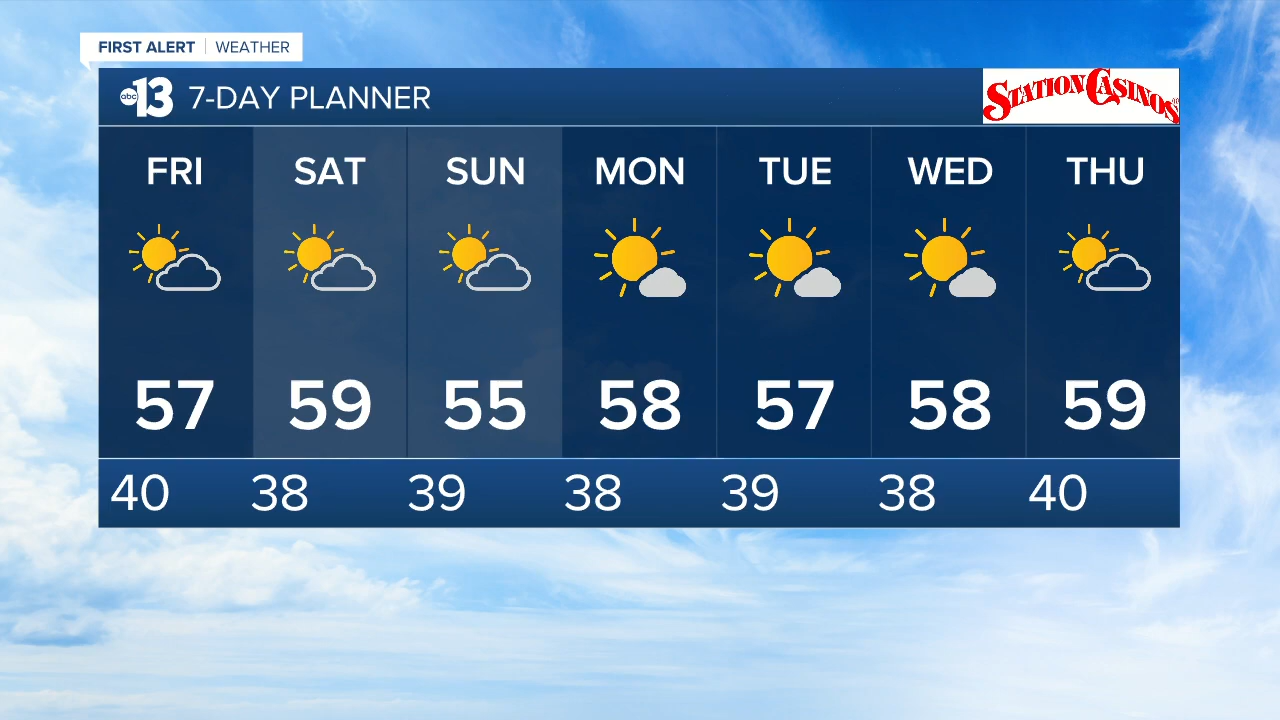 FIRST ALERT | WEATHER
abc 13 7-DAY PLANNER
STATION CASINOS
FRI SAT SUN MON TUE WED THU
57 59 55 58 57 58 59
40 38 39 38 39 38 40